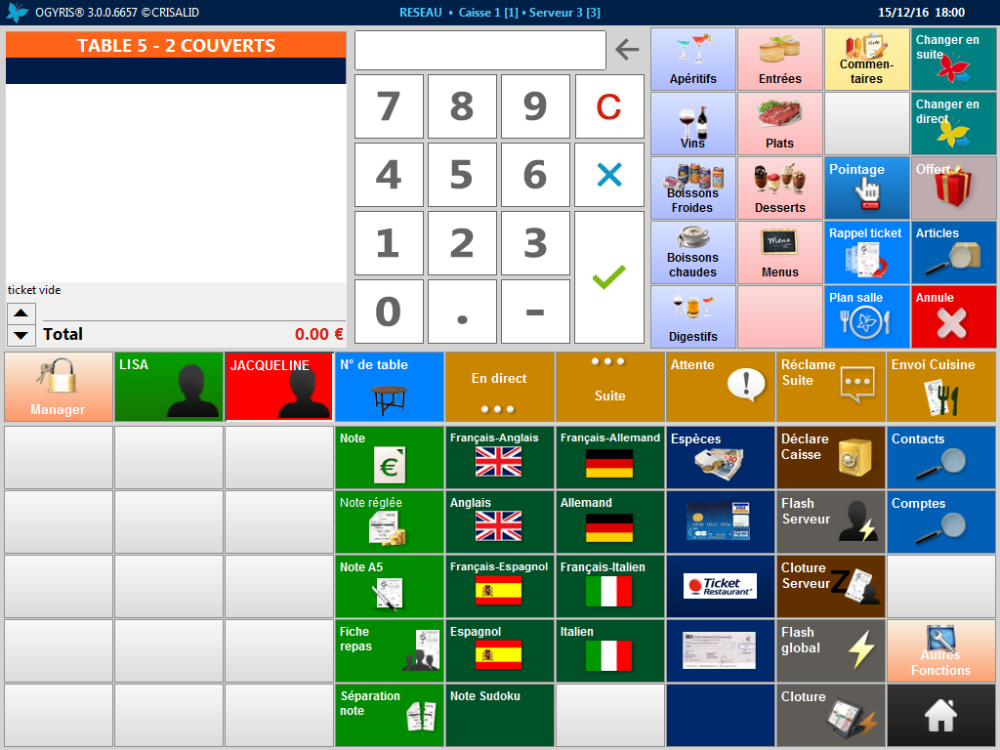 OGYRIS® 3.0.0.6657 ©CRISALID
RESEAU • Caisse 1 [1] • Serveur 3 [3]
15/12/16 18:00
TABLE 5 - 2 COUVERTS
ticket vide
Total 0.00 €
7 8 9 C
4 5 6
1 2 3
0 . -
Apéritifs
Entrées
Commen-
taires
Changer en
suite
Vins
Plats
Changer en
direct
Boissons
Froides
Desserts
Pointage
Offert
Boissons
chaudes
Menu
Menus
Rappel ticket
Articles
Digestifs
Plan salle
Annule
Manager
LISA
JACQUELINE
N° de table
En direct
Suite
Attente
Réclame
Suite
Envoi Cuisine
Note
Français-Anglais
Français-Allemand
Espèces
Déclare
Caisse
Contacts
Note réglée
Anglais
Allemand
VISA
CARTE
BLEUE
Flash
Serveur
Comptes
Note A5
Français-Espagnol
Français-Italien
Ticket
Restaurant®
Cloture
Serveur
Z
Fiche
repas
Espagnol
Italien
Flash
global
Autres
Fonctions
Séparation
note
Note Sudoku
Cloture